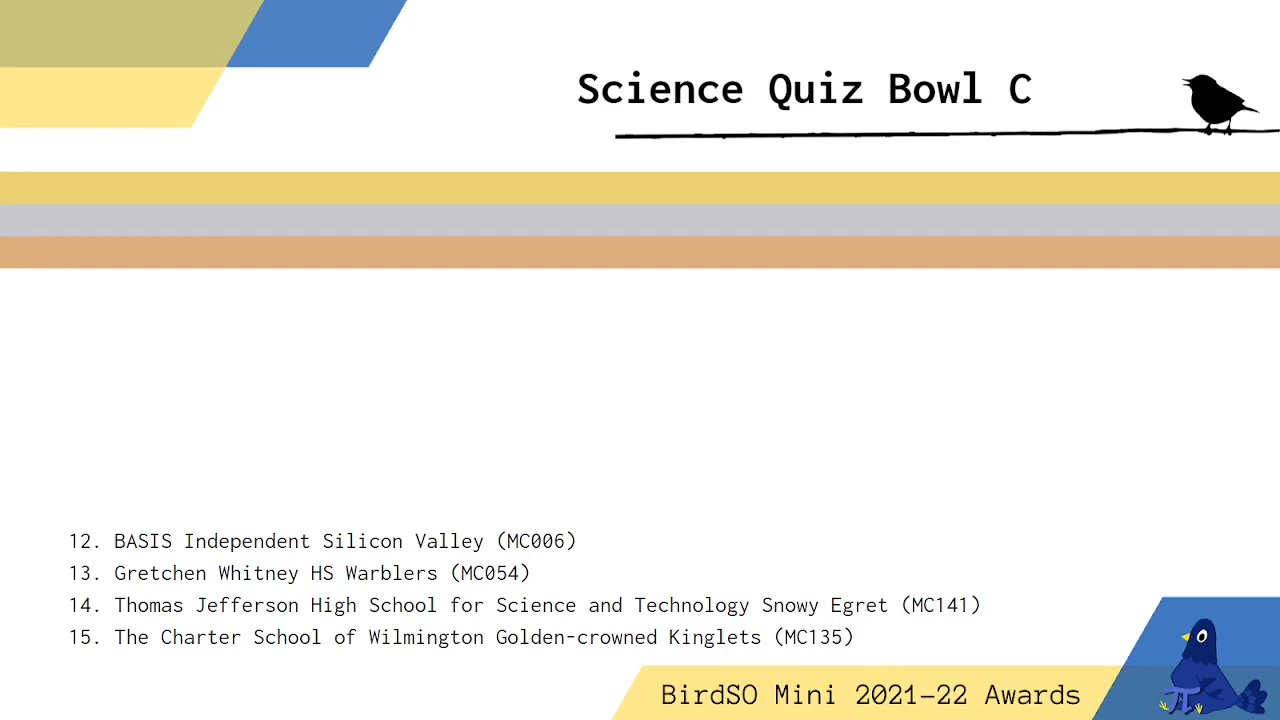 Science Quiz Bowl C
12. BASIS Independent Silicon Valley (MC006)
13. Gretchen Whitney HS Warblers (MC054)
14. Thomas Jefferson High School for Science and Technology Snowy Egret (MC141)
15. The Charter School of Wilmington Golden-crowned Kinglets (MC135)
BirdSO Mini 2021–22 Awards